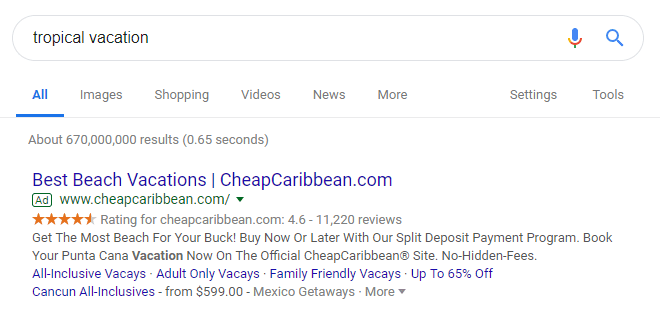 tropical vacation
All Images Shopping Videos News More Settings Tools
About 670,000,000 results (0.65 seconds)
Best Beach Vacations | CheapCaribbean.com
Ad www.cheapcaribbean.com/
Rating for cheapcaribbean.com: 4.6 - 11,220 reviews
Get The Most Beach For Your Buck! Buy Now Or Later With Our Split Deposit Payment Program. Book
Your Punta Cana Vacation Now On The Official CheapCaribbean® Site. No-Hidden-Fees.
All-Inclusive Vacays · Adult Only Vacays · Family Friendly Vacays · Up To 65% Off
Cancun All-Inclusives - from $599.00 - Mexico Getaways · More